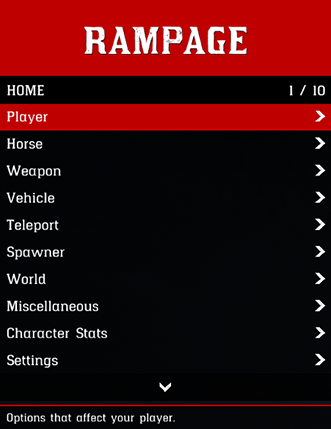 RAMPAGE
HOME 1 / 10
Player
Horse
Weapon
Vehicle
Teleport
Spawner
World
Miscellaneous
Character Stats
Settings
Options that affect your player.